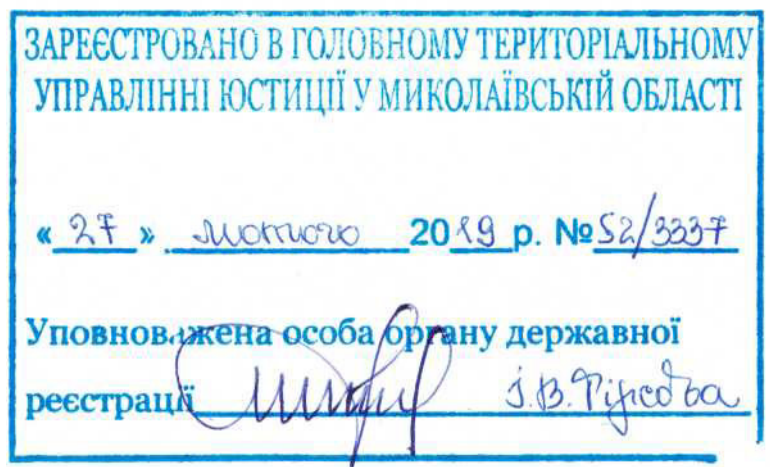 ЗАРЕЄСТРОВАНО В ГОЛОВНОМУ ТЕРИТОРІАЛЬНОМУ
УПРАВЛІННІ ЮСТИЦІЇ У МИКОЛАЇВСЬКІЙ ОБЛАСТІ
« 27 » лютого 2019 р. № 52/3337
Уповноважена особа органу державної
реєстрації І.В.